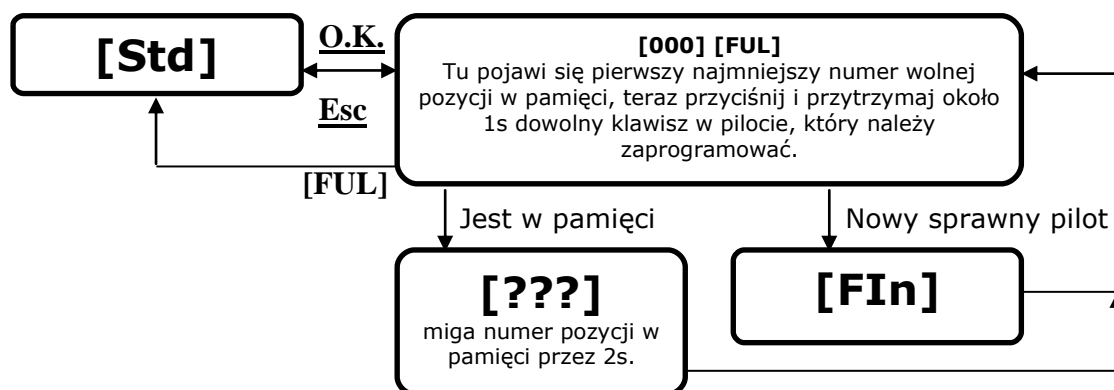 [Std]
O.K.
Esc
[000] [FUL]
Tu pojawi się pierwszy najmniejszy numer wolnej
pozycji w pamięci, teraz przyciśnij i przytrzymaj około
1s dowolny klawisz w pilocie, który należy
zaprogramować.
[FUL]
Jest w pamięci
Nowy sprawny pilot
[???]
miga numer pozycji w
pamięci przez 2s.
[FIn]